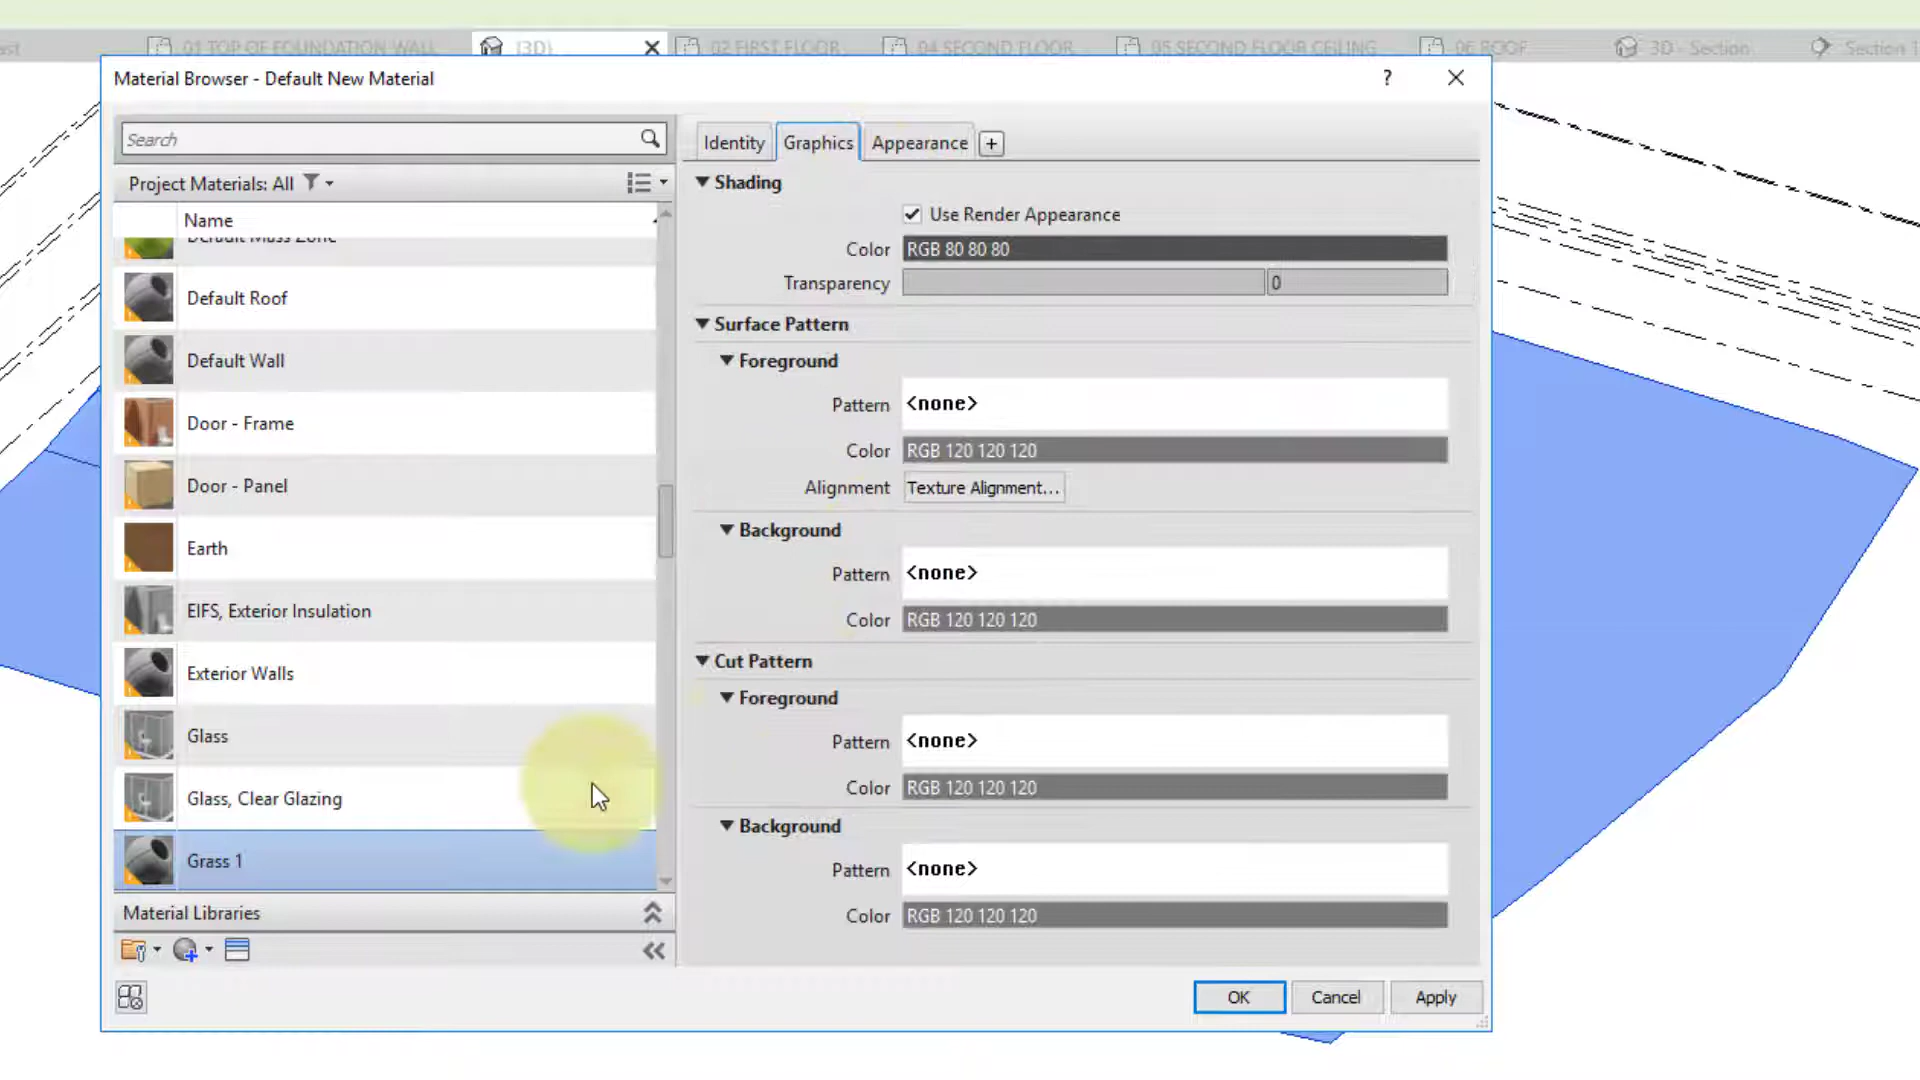 ast
01 TOP OF FOUNDATION WALL
(3D)
02 FIRST FLOOR
04 SECOND FLOOR
05 SECOND FLOOR CEILING
06 ROOF
3D - Section
Section 1
Material Browser - Default New Material
?
Search
Identity
Graphics
Appearance
Project Materials: All
Name
Default Mass Zone
Default Roof
Default Wall
Door - Frame
Door - Panel
Earth
EIFS, Exterior Insulation
Exterior Walls
Glass
Glass, Clear Glazing
Grass 1
Material Libraries
Shading
Use Render Appearance
Color RGB 80 80 80
Transparency 0
Surface Pattern
Foreground
Pattern <none>
Color RGB 120 120 120
Alignment Texture Alignment...
Background
Pattern <none>
Color RGB 120 120 120
Cut Pattern
Foreground
Pattern <none>
Color RGB 120 120 120
Background
Pattern <none>
Color RGB 120 120 120
OK
Cancel
Apply